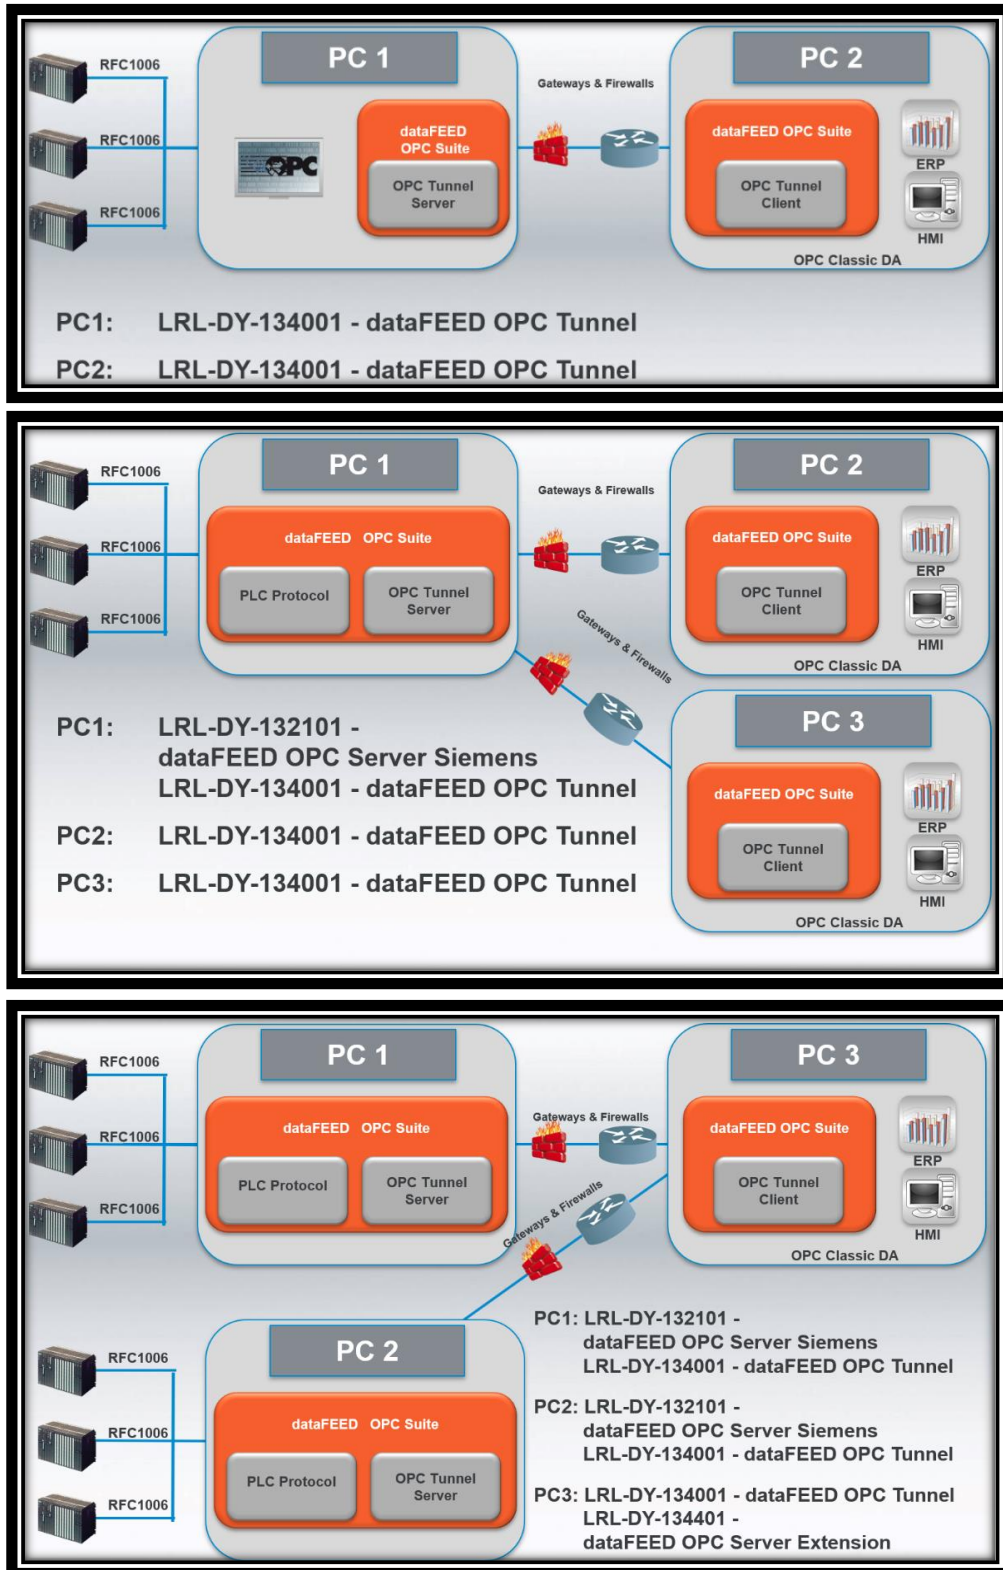 PC 1
PC 2
RFC1006
RFC1006
RFC1006
OPC
dataFEED
OPC Suite
OPC Tunnel
Server
Gateways & Firewalls
dataFEED OPC Suite
OPC Tunnel
Client
ERP
HMI
OPC Classic DA
PC1: LRL-DY-134001 - dataFEED OPC Tunnel
PC2: LRL-DY-134001 - dataFEED OPC Tunnel
PC 1
PC 2
RFC1006
RFC1006
RFC1006
dataFEED OPC Suite
PLC Protocol
OPC Tunnel
Server
Gateways & Firewalls
Gateways & Firewalls
dataFEED OPC Suite
OPC Tunnel
Client
ERP
HMI
OPC Classic DA
PC 3
dataFEED OPC Suite
OPC Tunnel
Client
ERP
HMI
OPC Classic DA
PC1: LRL-DY-132101 -
dataFEED OPC Server Siemens
LRL-DY-134001 - dataFEED OPC Tunnel
PC2: LRL-DY-134001 - dataFEED OPC Tunnel
PC3: LRL-DY-134001 - dataFEED OPC Tunnel
PC 1
PC 3
RFC1006
RFC1006
RFC1006
dataFEED OPC Suite
PLC Protocol
OPC Tunnel
Server
Gateways & Firewalls
Gateways & Firewalls
dataFEED OPC Suite
OPC Tunnel
Client
ERP
HMI
OPC Classic DA
PC 2
RFC1006
RFC1006
RFC1006
dataFEED OPC Suite
PLC Protocol
OPC Tunnel
Server
PC1: LRL-DY-132101 -
dataFEED OPC Server Siemens
LRL-DY-134001 - dataFEED OPC Tunnel
PC2: LRL-DY-132101 -
dataFEED OPC Server Siemens
LRL-DY-134001 - dataFEED OPC Tunnel
PC3: LRL-DY-134001 - dataFEED OPC Tunnel
LRL-DY-134401 -
dataFEED OPC Server Extension